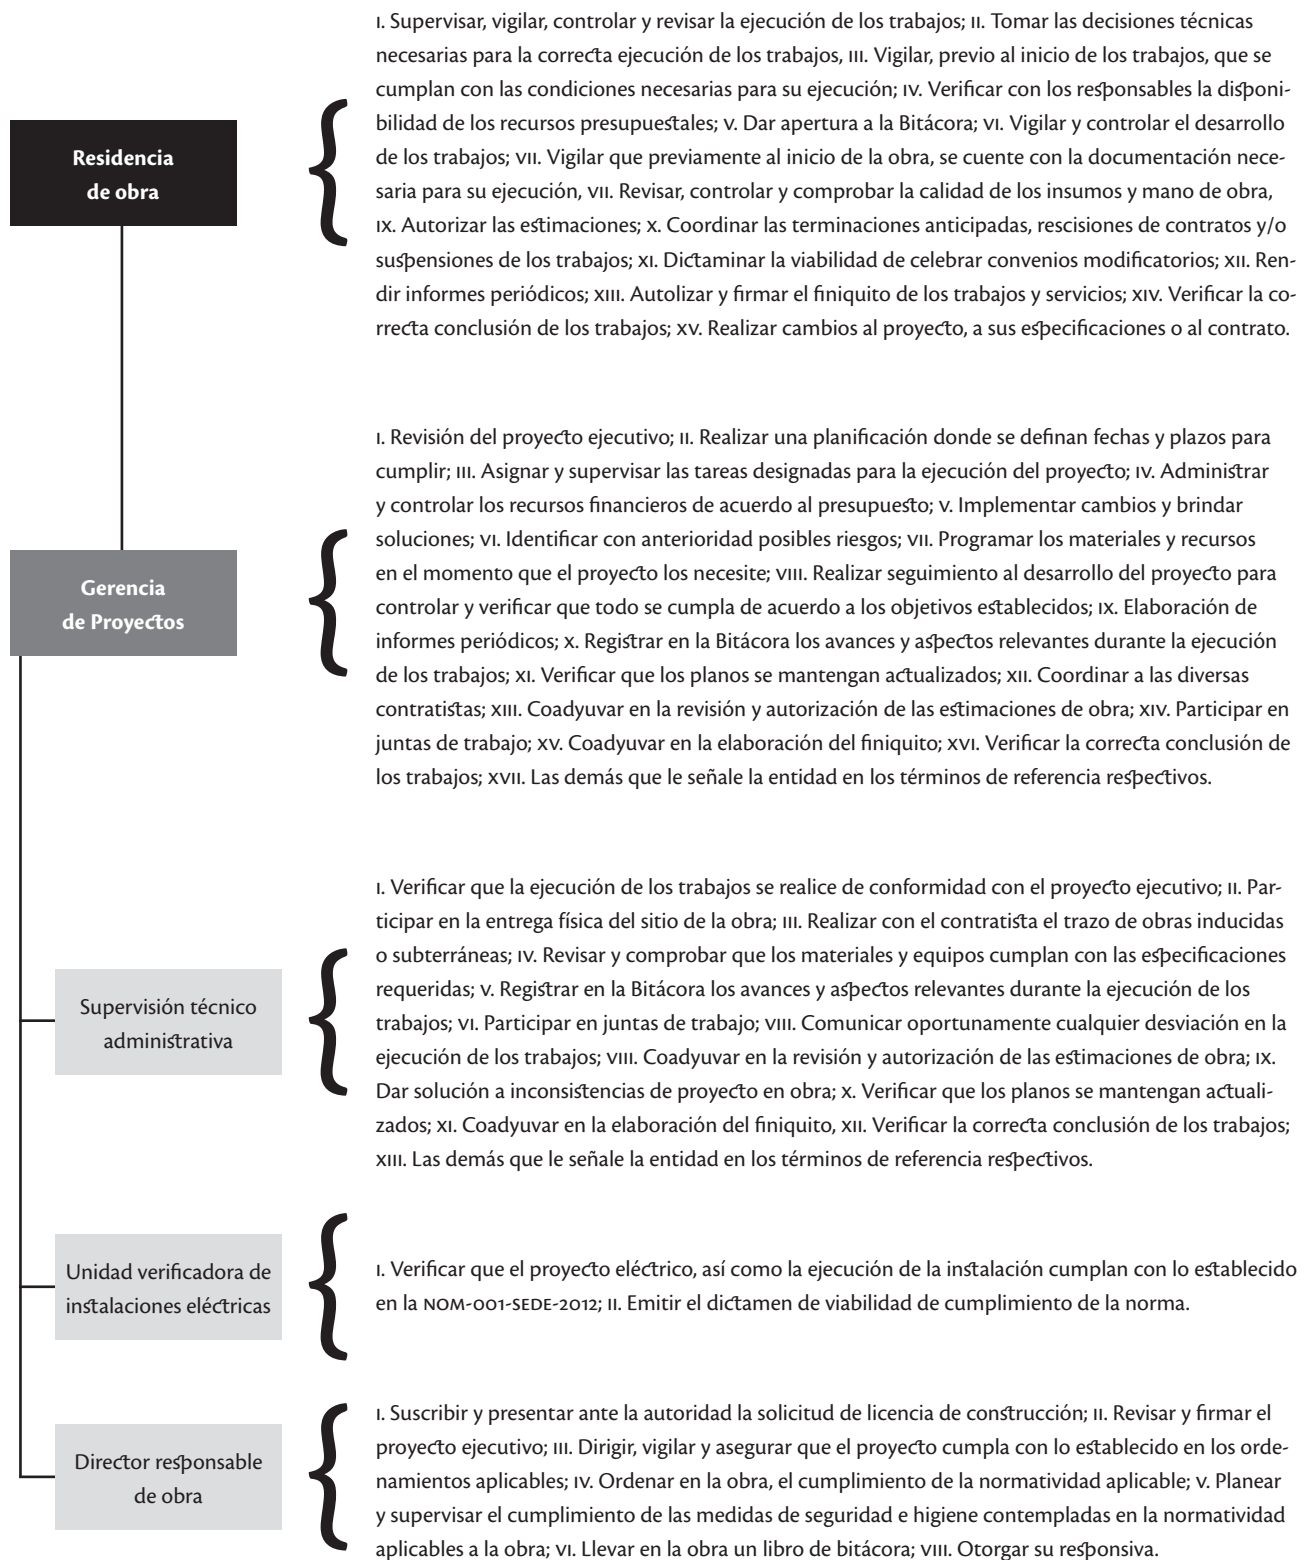 I. Supervisar, vigilar, controlar y revisar la ejecución de los trabajos; II. Tomar las decisiones técnicas
necesarias para la correcta ejecución de los trabajos, III. Vigilar, previo al inicio de los trabajos, que se
cumplan con las condiciones necesarias para su ejecución; IV. Verificar con los responsables la disponi-
bilidad de los recursos presupuestales; V. Dar apertura a la Bitácora; VI. Vigilar y controlar el desarrollo
de los trabajos; VII. Vigilar que previamente al inicio de la obra, se cuente con la documentación nece-
saria para su ejecución, VII. Revisar, controlar y comprobar la calidad de los insumos y mano de obra,
IX. Autorizar las estimaciones; X. Coordinar las terminaciones anticipadas, rescisiones de contratos y/o
suspensiones de los trabajos; XI. Dictaminar la viabilidad de celebrar convenios modificatorios; XII. Ren-
dir informes periódicos; XIII. Autolizar y firmar el finiquito de los trabajos y servicios; XIV. Verificar la co-
rrecta conclusión de los trabajos; XV. Realizar cambios al proyecto, a sus especificaciones o al contrato.
Residencia
de obra
I. Revisión del proyecto ejecutivo; II. Realizar una planificación donde se definan fechas y plazos para
cumplir; III. Asignar y supervisar las tareas designadas para la ejecución del proyecto; IV. Administrar
y controlar los recursos financieros de acuerdo al presupuesto; V. Implementar cambios y brindar
soluciones; VI. Identificar con anterioridad posibles riesgos; VII. Programar los materiales y recursos
en el momento que el proyecto los necesite; VIII. Realizar seguimiento al desarrollo del proyecto para
controlar y verificar que todo se cumpla de acuerdo a los objetivos establecidos; IX. Elaboración de
informes periódicos; X. Registrar en la Bitácora los avances y aspectos relevantes durante la ejecución
de los trabajos; XI. Verificar que los planos se mantengan actualizados; XII. Coordinar a las diversas
contratistas; XIII. Coadyuvar en la revisión y autorización de las estimaciones de obra; XIV. Participar en
juntas de trabajo; XV. Coadyuvar en la elaboración del finiquito; XVI. Verificar la correcta conclusión de
los trabajos; XVII. Las demás que le señale la entidad en los términos de referencia respectivos.
Gerencia
de Proyectos
I. Verificar que la ejecución de los trabajos se realice de conformidad con el proyecto ejecutivo; II. Par-
ticipar en la entrega física del sitio de la obra; III. Realizar con el contratista el trazo de obras inducidas
o subterráneas; IV. Revisar y comprobar que los materiales y equipos cumplan con las especificaciones
requeridas; V. Registrar en la Bitácora los avances y aspectos relevantes durante la ejecución de los
trabajos; VI. Participar en juntas de trabajo; VIII. Comunicar oportunamente cualquier desviación en la
ejecución de los trabajos; VIII. Coadyuvar en la revisión y autorización de las estimaciones de obra; IX.
Dar solución a inconsistencias de proyecto en obra; X. Verificar que los planos se mantengan actuali-
zados; XI. Coadyuvar en la elaboración del finiquito, XII. Verificar la correcta conclusión de los trabajos;
XIII. Las demás que le señale la entidad en los términos de referencia respectivos.
Supervisión técnico
administrativa
I. Verificar que el proyecto eléctrico, así como la ejecución de la instalación cumplan con lo establecido
en la NOM-001-SEDE-2012; II. Emitir el dictamen de viabilidad de cumplimiento de la norma.
Unidad verificadora de
instalaciones eléctricas
I. Suscribir y presentar ante la autoridad la solicitud de licencia de construcción; II. Revisar y firmar el
proyecto ejecutivo; III. Dirigir, vigilar y asegurar que el proyecto cumpla con lo establecido en los orde-
namientos aplicables; IV. Ordenar en la obra, el cumplimiento de la normatividad aplicable; V. Planear
y supervisar el cumplimiento de las medidas de seguridad e higiene contempladas en la normatividad
aplicables a la obra; VI. Llevar en la obra un libro de bitácora; VIII. Otorgar su responsiva.
Director responsable
de obra